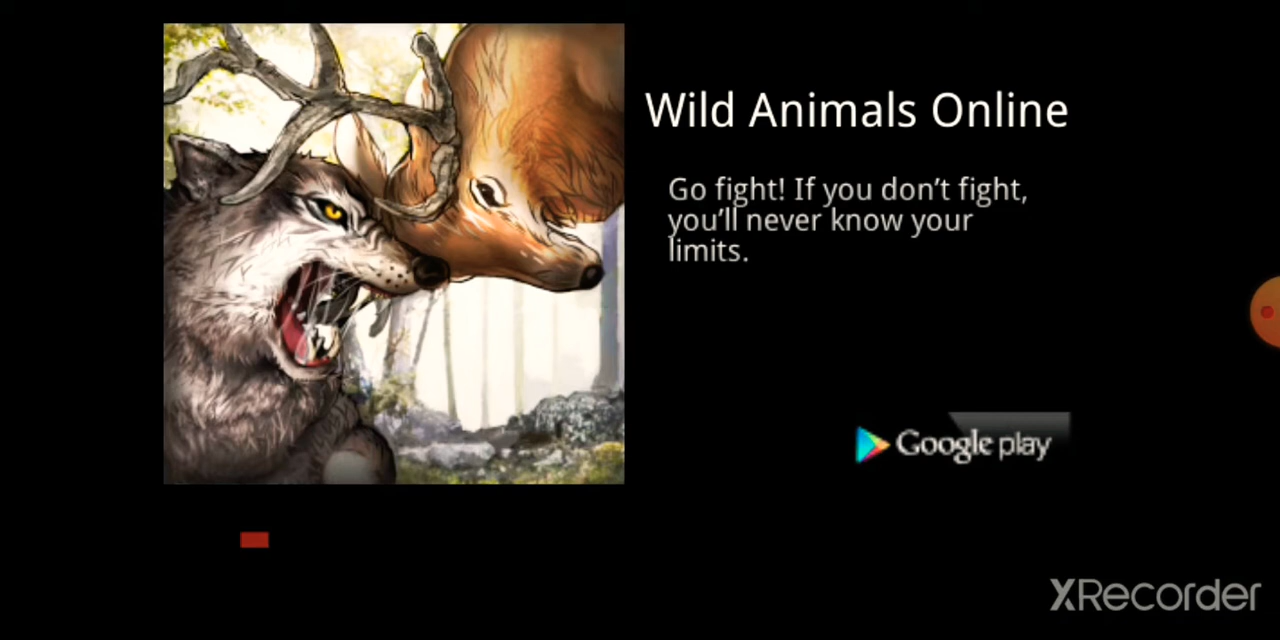 Wild Animals Online
Go fight! If you don’t fight,
you’ll never know your
limits.
Google play
XRecorder